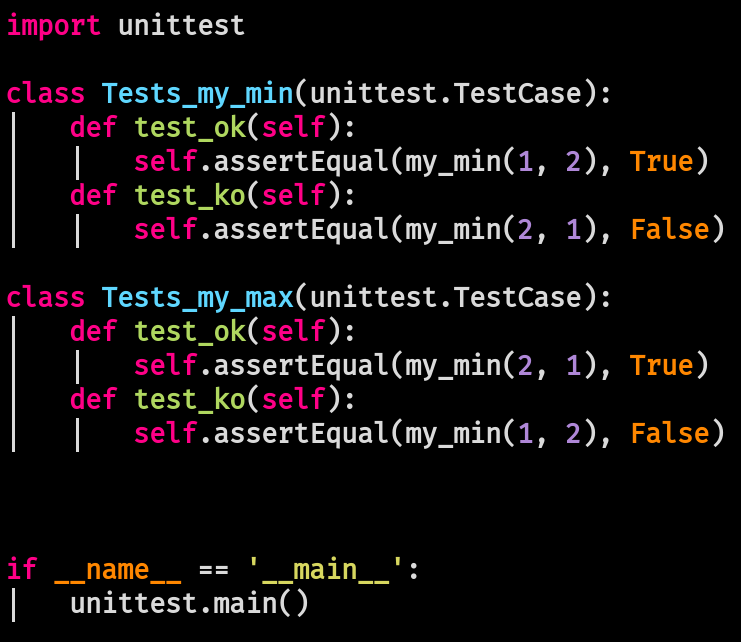 import unittest

class Tests_my_min(unittest.TestCase):
    def test_ok(self):
        self.assertEqual(my_min(1, 2), True)
    def test_ko(self):
        self.assertEqual(my_min(2, 1), False)

class Tests_my_max(unittest.TestCase):
    def test_ok(self):
        self.assertEqual(my_min(2, 1), True)
    def test_ko(self):
        self.assertEqual(my_min(1, 2), False)

if __name__ == '__main__':
    unittest.main()